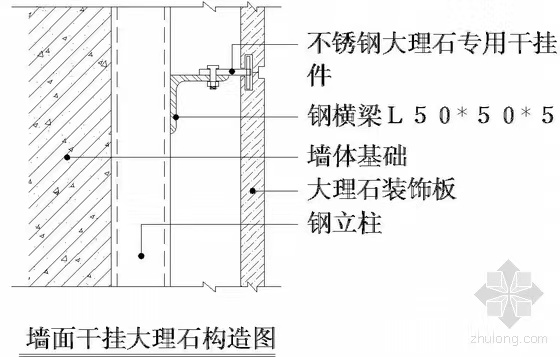 不锈钢大理石专用干挂
件
钢横梁L50*50*5
墙体基础
大理石装饰板
钢立柱
墙面干挂大理石构造图
zhulong.com